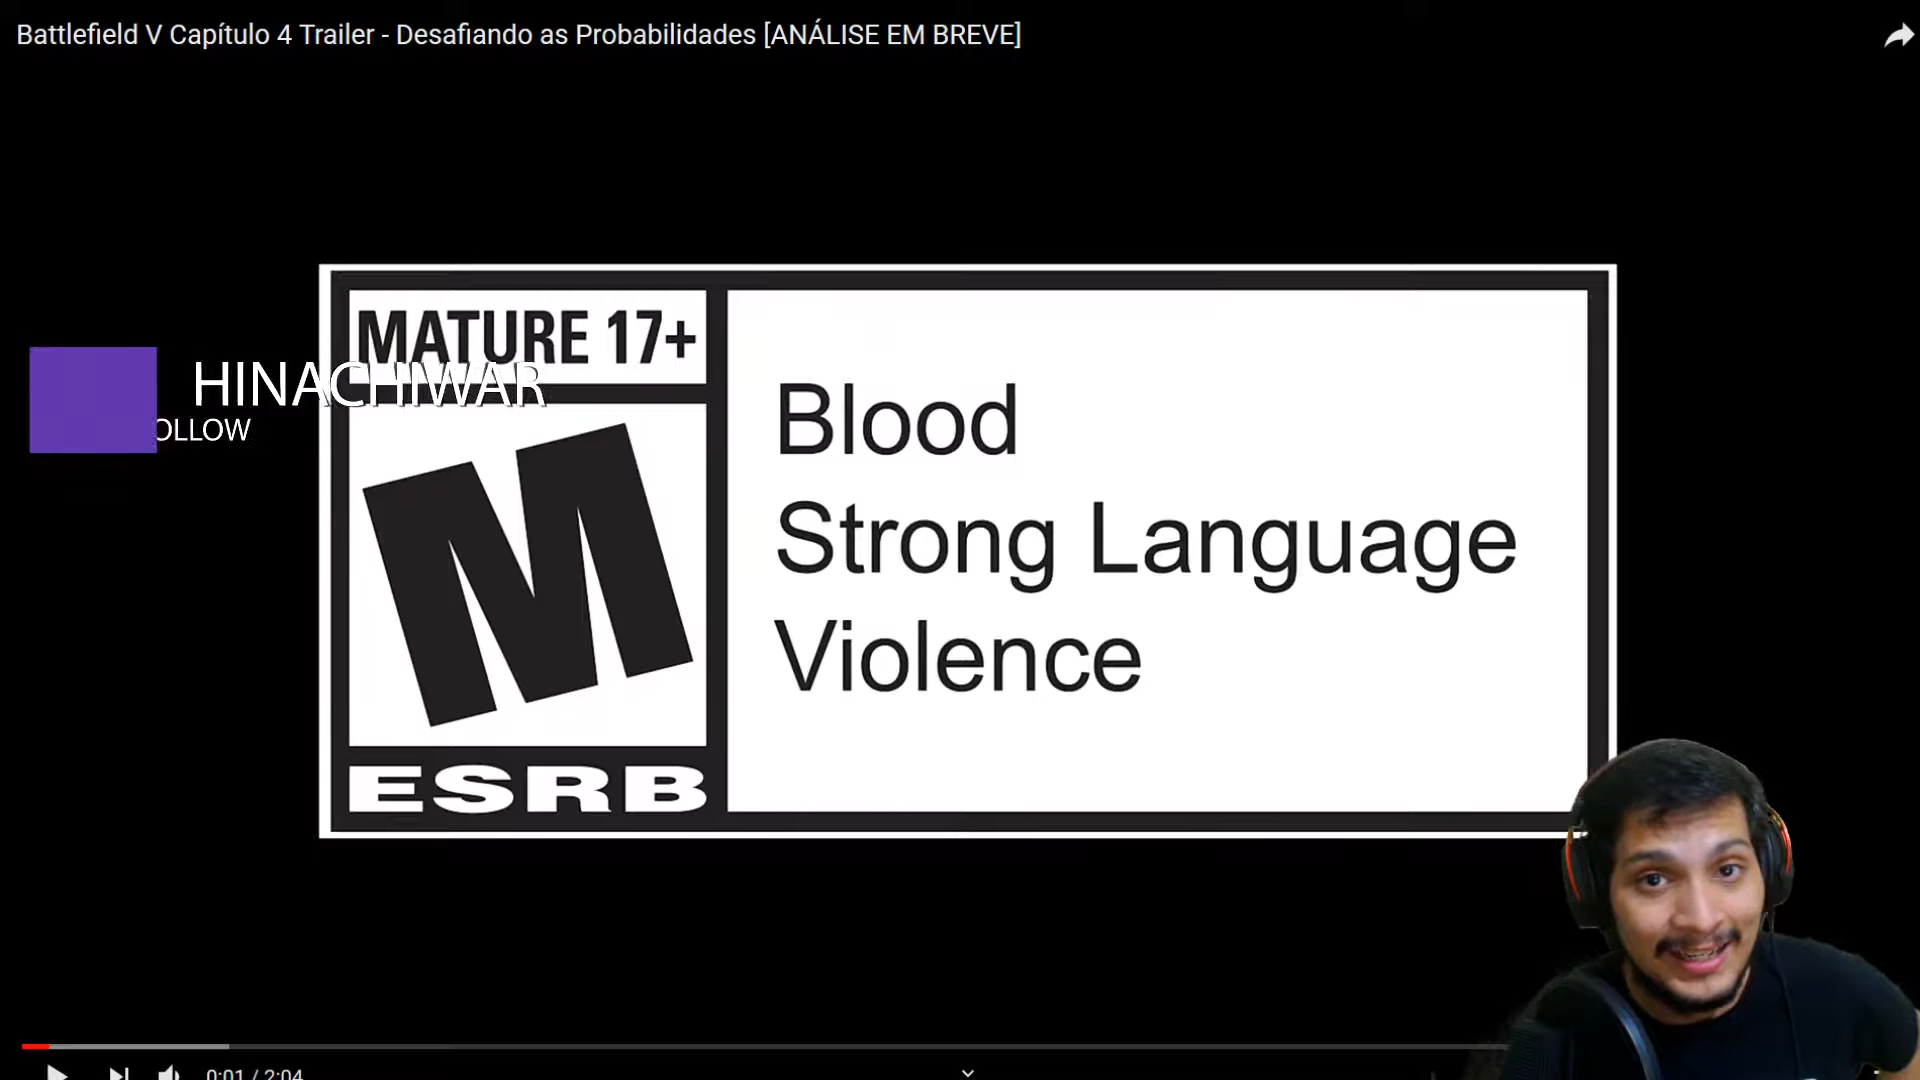 Battlefield V Capítulo 4 Trailer - Desafiando as Probabilidades [ANÁLISE EM BREVE]
MATURE 17+
HINACHIWAR
OLLOW
M
Blood
Strong Language
Violence
ESRB
0:01 / 2:04